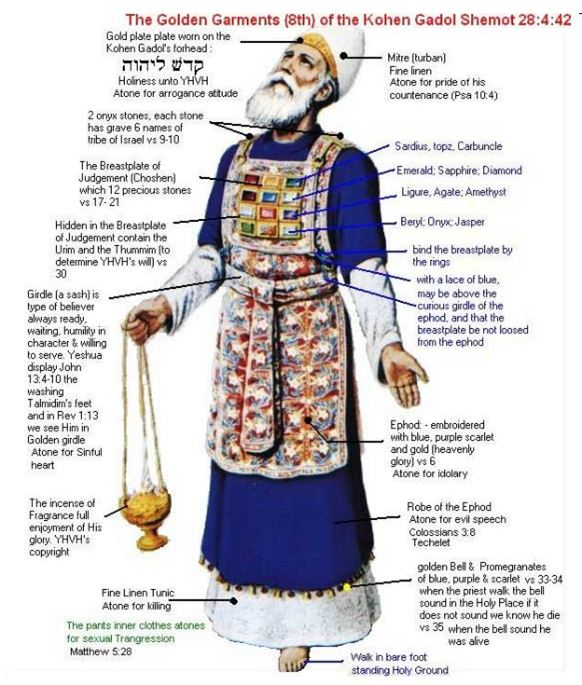 The Golden Garments (8th) of the Kohen Gadol Shemot 28:4:42
Gold plate plate worn on the
Kohen Gadol's forhead :
קדש ליהוה
Holiness unto YHVH
Atone for arrogance atitude
Mitre (turban)
Fine linen
Atone for pride of his
countenance (Psa 10:4)
2 onyx stones, each stone
has grave 6 names of
tribe of Israel vs 9-10
The Breastplate of
Judgement (Choshen)
which 12 precious stones
vs 17- 21
Hidden in the Breastplate
of Judgement contain the
Urim and the Thummim (to
determine YHVH's will) vs
30
Girdle (a sash) is
type of believer
always ready,
waiting, humility in
character & willing
to serve. Yeshua
display John
13:4-10 the
washing
Talmidim's feet
and in Rev 1:13
we see Him in
Golden girdle
Atone for Sinful
heart
The incense of
Fragrance full
enjoyment of His
glory. YHVH's
copyright
Fine Linen Tunic
Atone for killing
The pants inner clothes atones
for sexual Trangression
Matthew 5:28
Sardius, topz, Carbuncle
Emerald; Sapphire; Diamond
Ligure, Agate; Amethyst
Beryl; Onyx; Jasper
bind the breastplate by
the rings
with a lace of blue,
may be above the
curious girdle of the
ephod, and that the
breastplate be not loosed
from the ephod
Ephod: - embroidered
with blue, purple scarlet
and gold (heavenly
glory) vs 6
Atone for idolary
Robe of the Ephod
Atone for evil speech
Colossians 3:8
Techelet
golden Bell & Promegranates
of blue, purple & scarlet vs 33-34
when the priest walk the bell
sound in the Holy Place if it
does not sound we know he die
vs 35 when the bell sound he
was alive
Walk in bare foot
standing Holy Ground